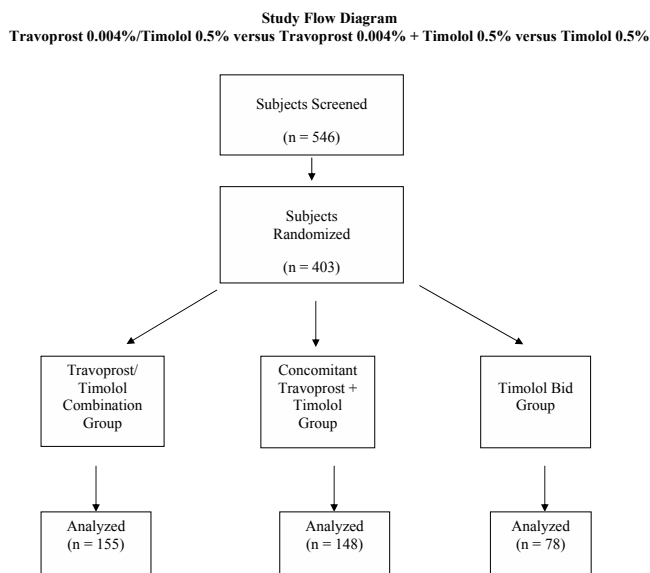 Study Flow Diagram
Travoprost 0.004%/Timolol 0.5% versus Travoprost 0.004% + Timolol 0.5% versus Timolol 0.5%
Subjects Screened
(n = 546)
Subjects
Randomized
(n = 403)
Travoprost/
Timolol
Combination
Group
Concomitant
Travoprost +
Timolol
Group
Timolol Bid
Group
Analyzed
(n = 155)
Analyzed
(n = 148)
Analyzed
(n = 78)